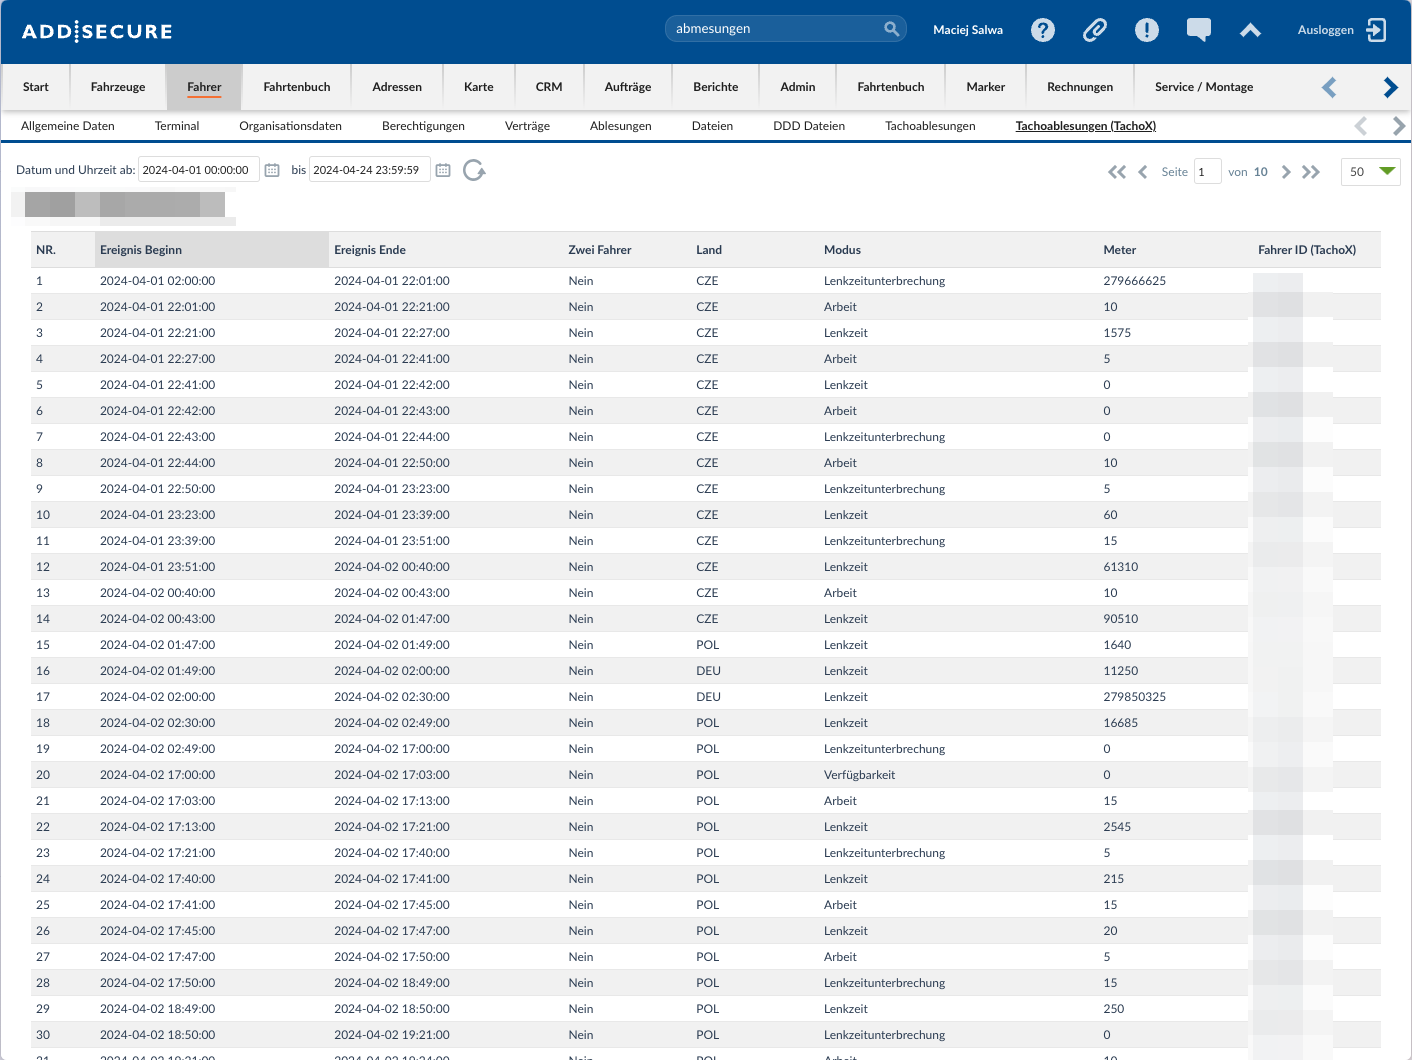 ADDSECURE
abmesungen
Maciej Salwa
Ausloggen
Start Fahrzeuge Fahrer Fahrtenbuch Adressen Karte CRM Aufträge Berichte Admin Fahrtenbuch Marker Rechnungen Service / Montage
Allgemeine Daten Terminal Organisationsdaten Berechtigungen Verträge Ablesungen Dateien DDD Dateien Tachoablesungen Tachoablesungen (TachoX)
Datum und Uhrzeit ab: 2024-04-01 00:00:00 bis 2024-04-24 23:59:59 Seite 1 von 10 50
NR. Ereignis Beginn Ereignis Ende Zwei Fahrer Land Modus Meter Fahrer ID (TachoX)
1 2024-04-01 02:00:00 2024-04-01 22:01:00 Nein CZE Lenkzeitunterbrechung 279666625
2 2024-04-01 22:01:00 2024-04-01 22:21:00 Nein CZE Arbeit 10
3 2024-04-01 22:21:00 2024-04-01 22:27:00 Nein CZE Lenkzeit 1575
4 2024-04-01 22:27:00 2024-04-01 22:41:00 Nein CZE Arbeit 5
5 2024-04-01 22:41:00 2024-04-01 22:42:00 Nein CZE Lenkzeit 0
6 2024-04-01 22:42:00 2024-04-01 22:43:00 Nein CZE Arbeit 0
7 2024-04-01 22:43:00 2024-04-01 22:44:00 Nein CZE Lenkzeitunterbrechung 0
8 2024-04-01 22:44:00 2024-04-01 22:50:00 Nein CZE Arbeit 10
9 2024-04-01 22:50:00 2024-04-01 23:23:00 Nein CZE Lenkzeitunterbrechung 5
10 2024-04-01 23:23:00 2024-04-01 23:39:00 Nein CZE Lenkzeit 60
11 2024-04-01 23:39:00 2024-04-01 23:51:00 Nein CZE Lenkzeitunterbrechung 15
12 2024-04-01 23:51:00 2024-04-02 00:40:00 Nein CZE Lenkzeit 61310
13 2024-04-02 00:40:00 2024-04-02 00:43:00 Nein CZE Arbeit 10
14 2024-04-02 00:43:00 2024-04-02 01:47:00 Nein CZE Lenkzeit 90510
15 2024-04-02 01:47:00 2024-04-02 01:49:00 Nein POL Lenkzeit 1640
16 2024-04-02 01:49:00 2024-04-02 02:00:00 Nein DEU Lenkzeit 11250
17 2024-04-02 02:00:00 2024-04-02 02:30:00 Nein DEU Lenkzeit 279850325
18 2024-04-02 02:30:00 2024-04-02 02:49:00 Nein POL Lenkzeit 16685
19 2024-04-02 02:49:00 2024-04-02 17:00:00 Nein POL Lenkzeitunterbrechung 0
20 2024-04-02 17:00:00 2024-04-02 17:03:00 Nein POL Verfügbarkeit 0
21 2024-04-02 17:03:00 2024-04-02 17:13:00 Nein POL Arbeit 15
22 2024-04-02 17:13:00 2024-04-02 17:21:00 Nein POL Lenkzeit 2545
23 2024-04-02 17:21:00 2024-04-02 17:40:00 Nein POL Lenkzeitunterbrechung 5
24 2024-04-02 17:40:00 2024-04-02 17:41:00 Nein POL Lenkzeit 215
25 2024-04-02 17:41:00 2024-04-02 17:45:00 Nein POL Arbeit 15
26 2024-04-02 17:45:00 2024-04-02 17:47:00 Nein POL Lenkzeit 20
27 2024-04-02 17:47:00 2024-04-02 17:50:00 Nein POL Arbeit 5
28 2024-04-02 17:50:00 2024-04-02 18:49:00 Nein POL Lenkzeitunterbrechung 15
29 2024-04-02 18:49:00 2024-04-02 18:50:00 Nein POL Lenkzeit 250
30 2024-04-02 18:50:00 2024-04-02 19:21:00 Nein POL Lenkzeitunterbrechung 0